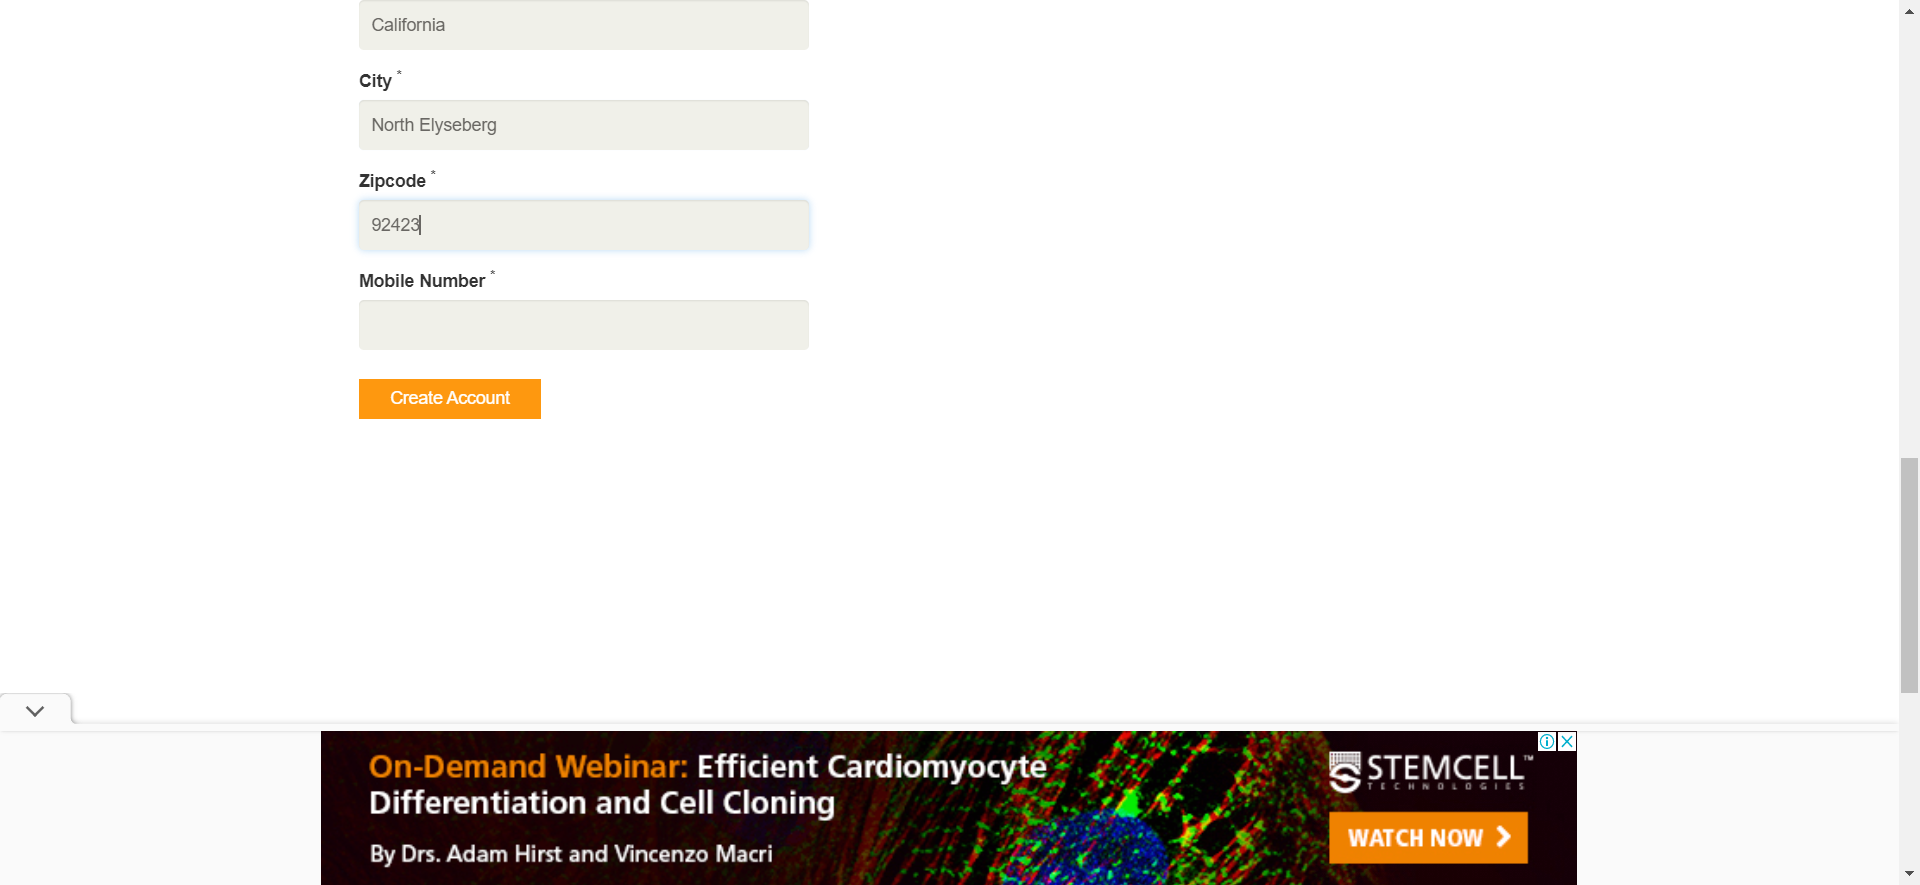 California
City *
North Elyseberg
Zipcode *
92423
Mobile Number *
Create Account
On-Demand Webinar: Efficient Cardiomyocyte
Differentiation and Cell Cloning
By Drs. Adam Hirst and Vincenzo Macri
STEMCELL™
TECHNOLOGIES
WATCH NOW